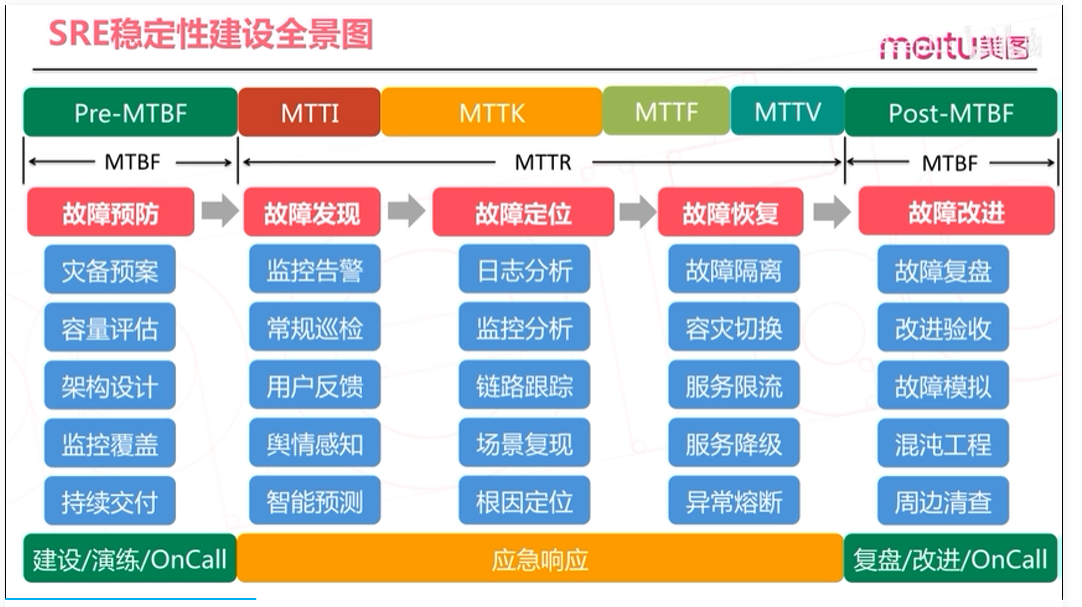 SRE稳定性建设全景图
meitu美图
Pre-MTBF MTTI MTTK MTTF MTTV Post-MTBF
MTBF MTTR MTBF
故障预防 故障发现 故障定位 故障恢复 故障改进
灾备预案 监控告警 日志分析 故障隔离 故障复盘
容量评估 常规巡检 监控分析 容灾切换 改进验收
架构设计 用户反馈 链路跟踪 服务限流 故障模拟
监控覆盖 舆情感知 场景复现 服务降级 混沌工程
持续交付 智能预测 根因定位 异常熔断 周边清查
建设/演练/OnCall 应急响应 复盘/改进/OnCall